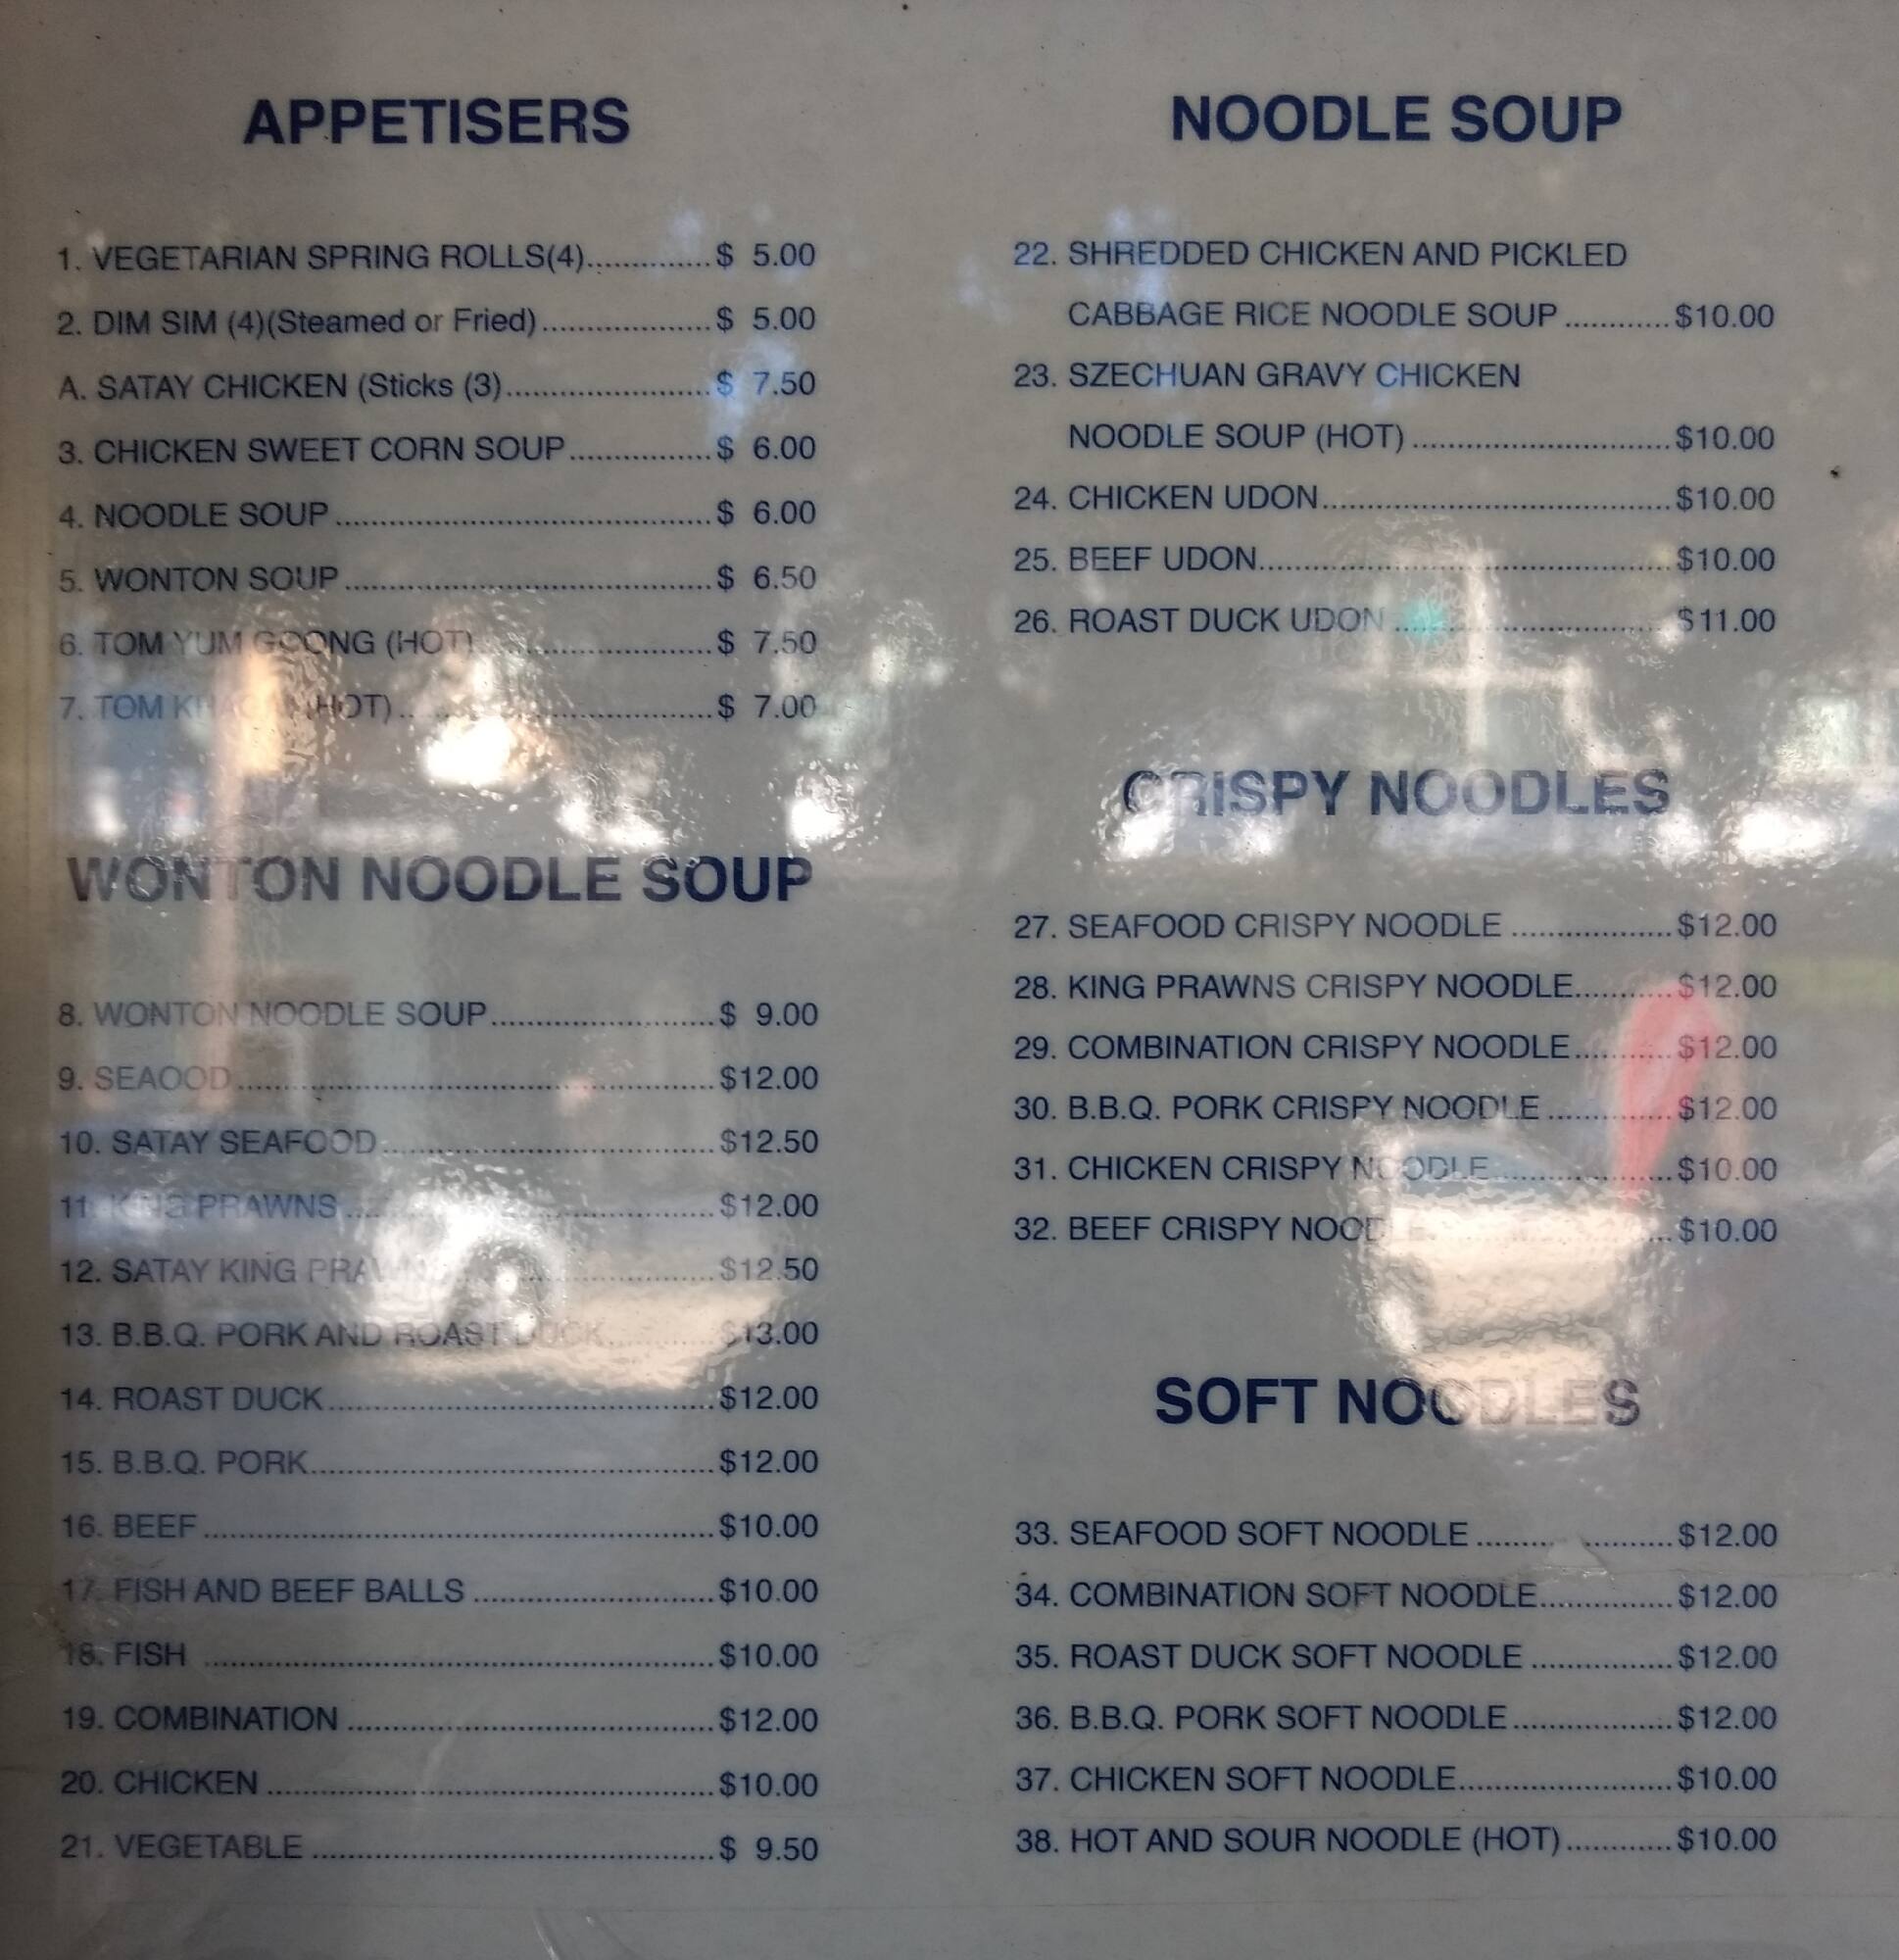 APPETISERS
1. VEGETARIAN SPRING ROLLS(4)..............$ 5.00
2. DIM SIM (4)(Steamed or Fried)...................$ 5.00
A. SATAY CHICKEN (Sticks (3).......................$ 7.50
3. CHICKEN SWEET CORN SOUP................$ 6.00
4. NOODLE SOUP..........................................$ 6.00
5. WONTON SOUP.........................................$ 6.50
6. TOM YUM GOONG (HOT)..........................$ 7.50
7. TOM (HOT)..................................$ 7.00
WONTON NOODLE SOUP
8. WONTON NOODLE SOUP.........................$ 9.00
9. SEAOOD......................................................$12.00
10. SATAY SEAFOOD.....................................$12.50
11. KING PRAWNS.........................................$12.00
12. SATAY KING PRAWNS..............................$12.50
13. B.B.Q. PORK AND ROAST DUCK............$13.00
14. ROAST DUCK...........................................$12.00
15. B.B.Q. PORK.............................................$12.00
16. BEEF.........................................................$10.00
17. FISH AND BEEF BALLS...........................$10.00
18. FISH .........................................................$10.00
19. COMBINATION.........................................$12.00
20. CHICKEN..................................................$10.00
21. VEGETABLE.............................................$ 9.50
NOODLE SOUP
22. SHREDDED CHICKEN AND PICKLED
CABBAGE RICE NOODLE SOUP............$10.00
23. SZECHUAN GRAVY CHICKEN
NOODLE SOUP (HOT).............................$10.00
24. CHICKEN UDON.......................................$10.00
25. BEEF UDON..............................................$10.00
26. ROAST DUCK UDON...............................$11.00
CRISPY NOODLES
27. SEAFOOD CRISPY NOODLE..................$12.00
28. KING PRAWNS CRISPY NOODLE...........$12.00
29. COMBINATION CRISPY NOODLE...........$12.00
30. B.B.Q. PORK CRISPY NOODLE..............$12.00
31. CHICKEN CRISPY NOODLE....................$10.00
32. BEEF CRISPY NOODLE...........................$10.00
SOFT NOODLES
33. SEAFOOD SOFT NOODLE......................$12.00
34. COMBINATION SOFT NOODLE...............$12.00
35. ROAST DUCK SOFT NOODLE................$12.00
36. B.B.Q. PORK SOFT NOODLE..................$12.00
37. CHICKEN SOFT NOODLE........................$10.00
38. HOT AND SOUR NOODLE (HOT)............$10.00